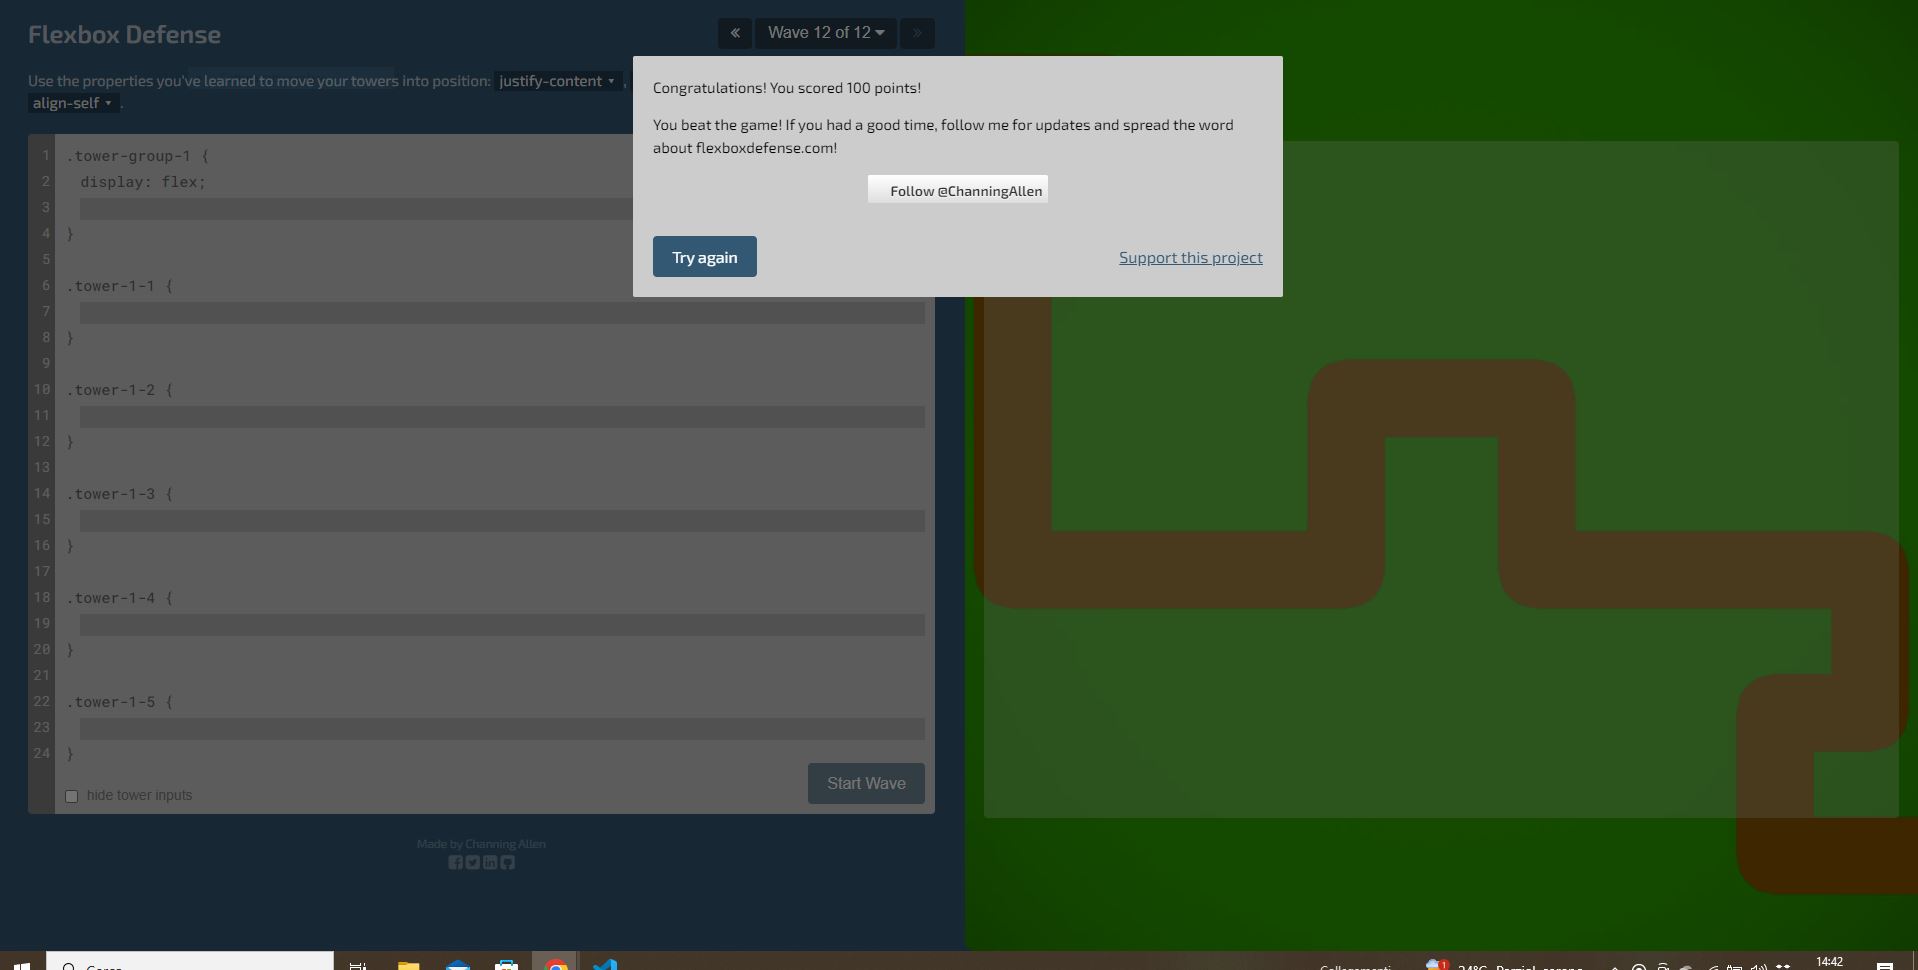 Flexbox Defense
«
Wave 12 of 12
»
Use the properties you've learned to move your towers into position: justify-content ,
align-self .
Congratulations! You scored 100 points!
You beat the game! If you had a good time, follow me for updates and spread the word
about flexboxdefense.com!
Follow @ChanningAllen
Try again
Support this project
1 .tower-group-1 {
2 display: flex;
3
4 }
5
6 .tower-1-1 {
7
8 }
9
10 .tower-1-2 {
11
12 }
13
14 .tower-1-3 {
15
16 }
17
18 .tower-1-4 {
19
20 }
21
22 .tower-1-5 {
23
24 }
hide tower inputs
Start Wave
Made by Channing Allen
1
14:42